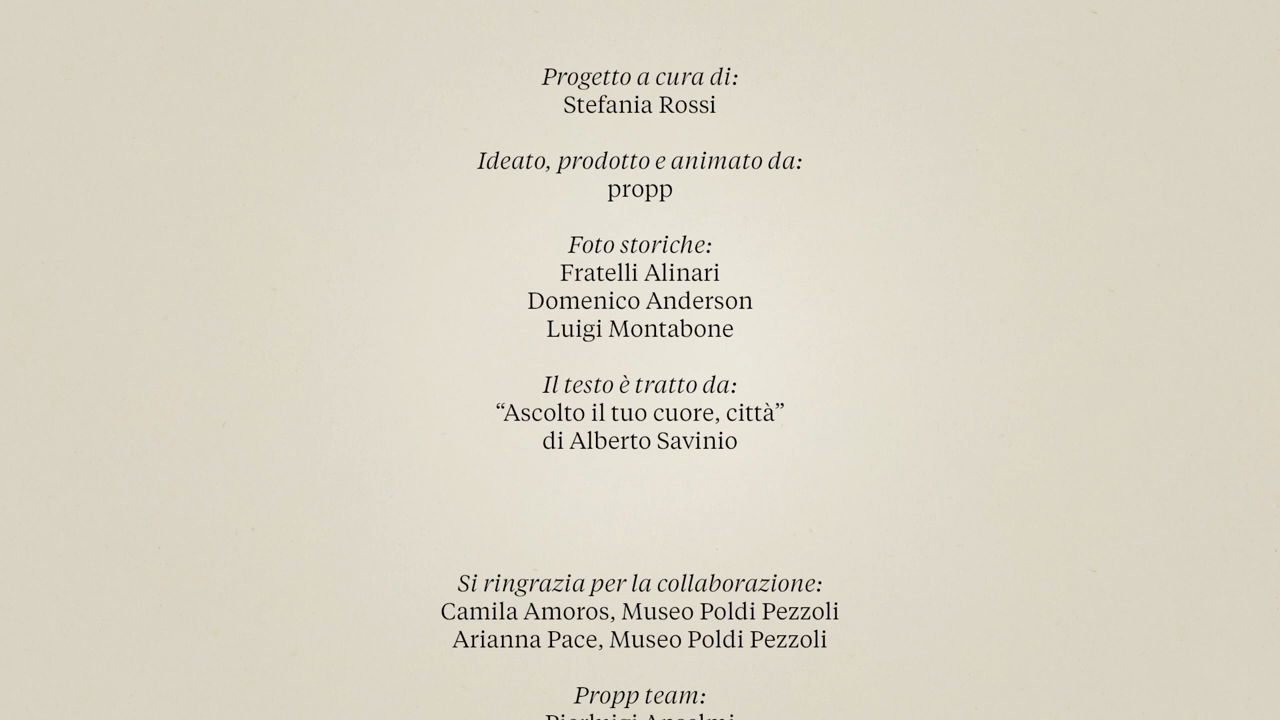 Progetto a cura di:
Stefania Rossi
Ideato, prodotto e animato da:
propp
Foto storiche:
Fratelli Alinari
Domenico Anderson
Luigi Montabone
Il testo è tratto da:
“Ascolto il tuo cuore, città”
di Alberto Savinio
Si ringrazia per la collaborazione:
Camila Amoros, Museo Poldi Pezzoli
Arianna Pace, Museo Poldi Pezzoli
Propp team: